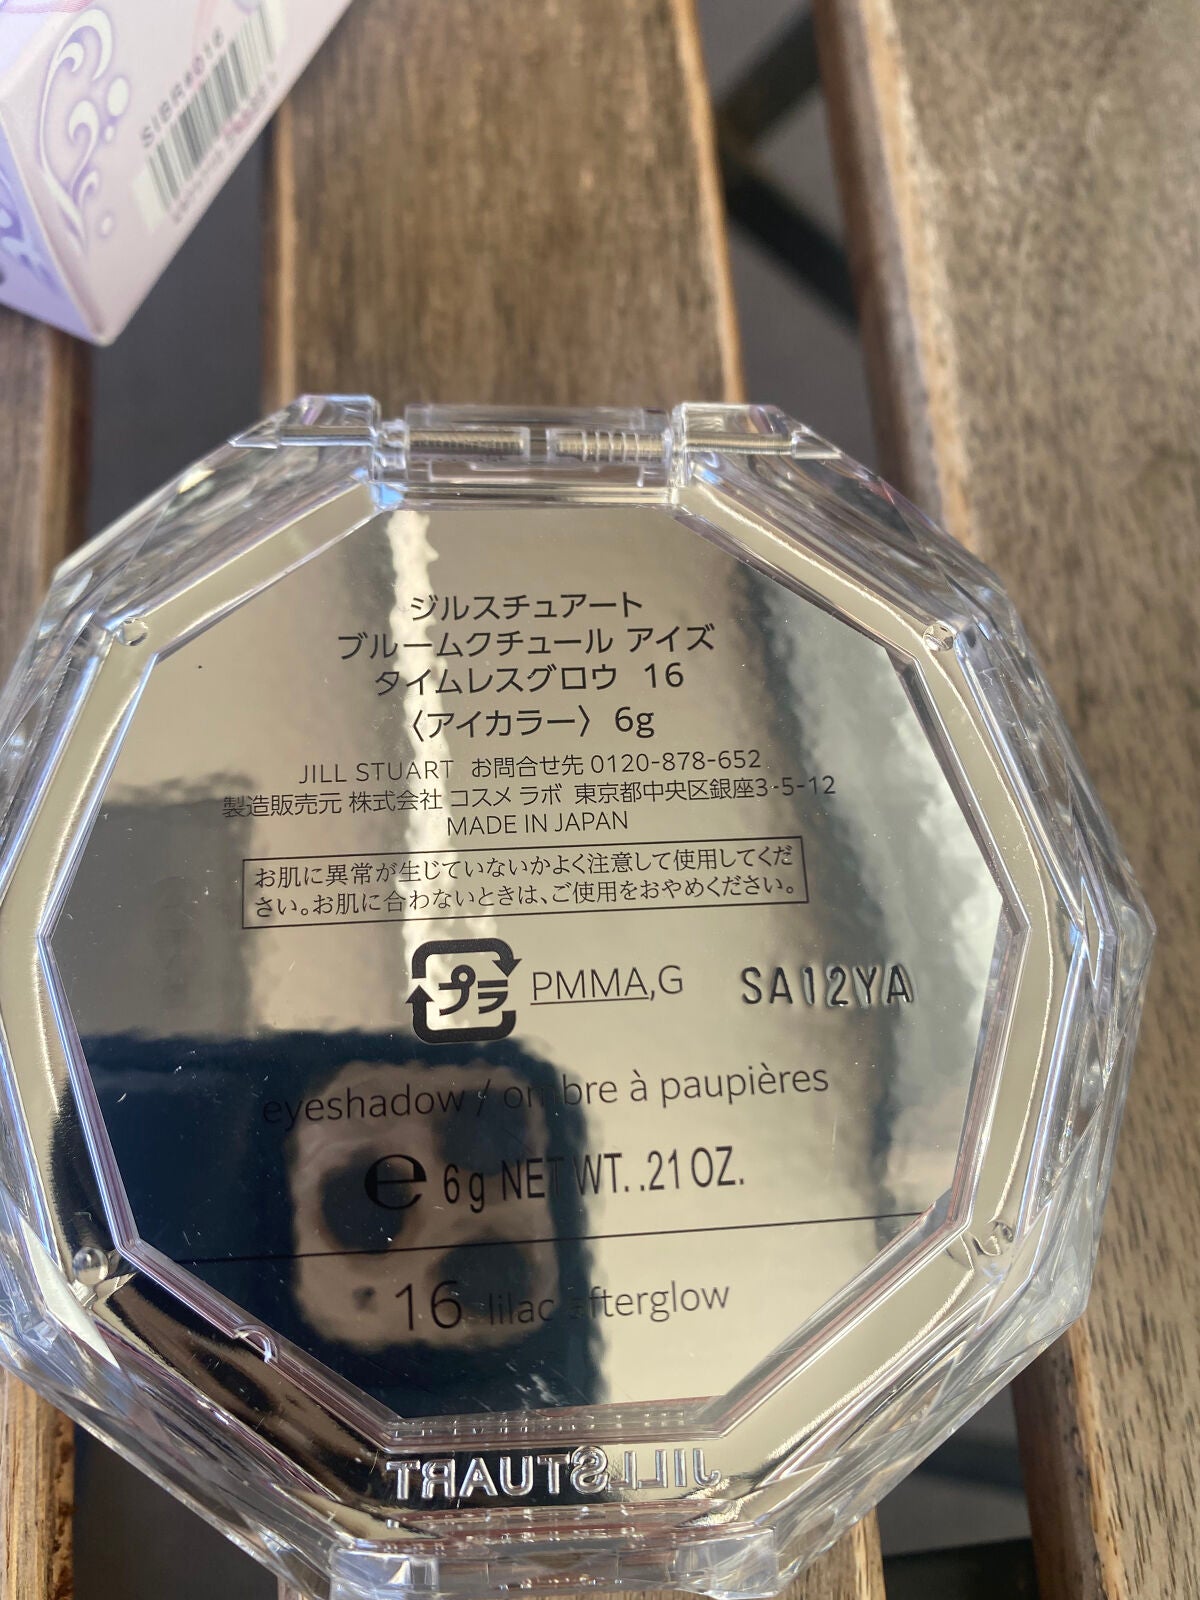 SIBR#016
ジルスチュアート
ブルームクチュール アイズ
タイムレスグロウ 16
〈アイカラー〉 6g
JILL STUART お問合せ先 0120-878-652
製造販売元 株式会社 コスメ ラボ 東京都中央区銀座3-5-12
MADE IN JAPAN
お肌に異常が生じていないかよく注意して使用してくだ
さい。お肌に合わないときは、ご使用をおやめください。
プラ PMMA,G SA12YA
eyeshadow / ombre à paupières
℮ 6g NET WT. .21 OZ.
16 lilac afterglow
JILL STUART